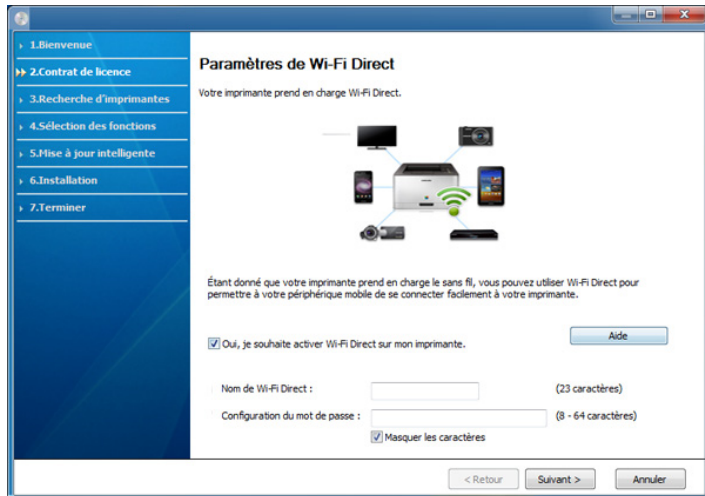 1.Bienvenue
2.Contrat de licence
3.Recherche d'imprimantes
4.Sélection des fonctions
5.Mise à jour intelligente
6.Installation
7.Terminer
Paramètres de Wi-Fi Direct
Votre imprimante prend en charge Wi-Fi Direct.
Étant donné que votre imprimante prend en charge le sans fil, vous pouvez utiliser Wi-Fi Direct pour
permettre à votre périphérique mobile de se connecter facilement à votre imprimante.
Oui, je souhaite activer Wi-Fi Direct sur mon imprimante.
Aide
Nom de Wi-Fi Direct : (23 caractères)
Configuration du mot de passe : (8 - 64 caractères)
Masquer les caractères
< Retour Suivant > Annuler